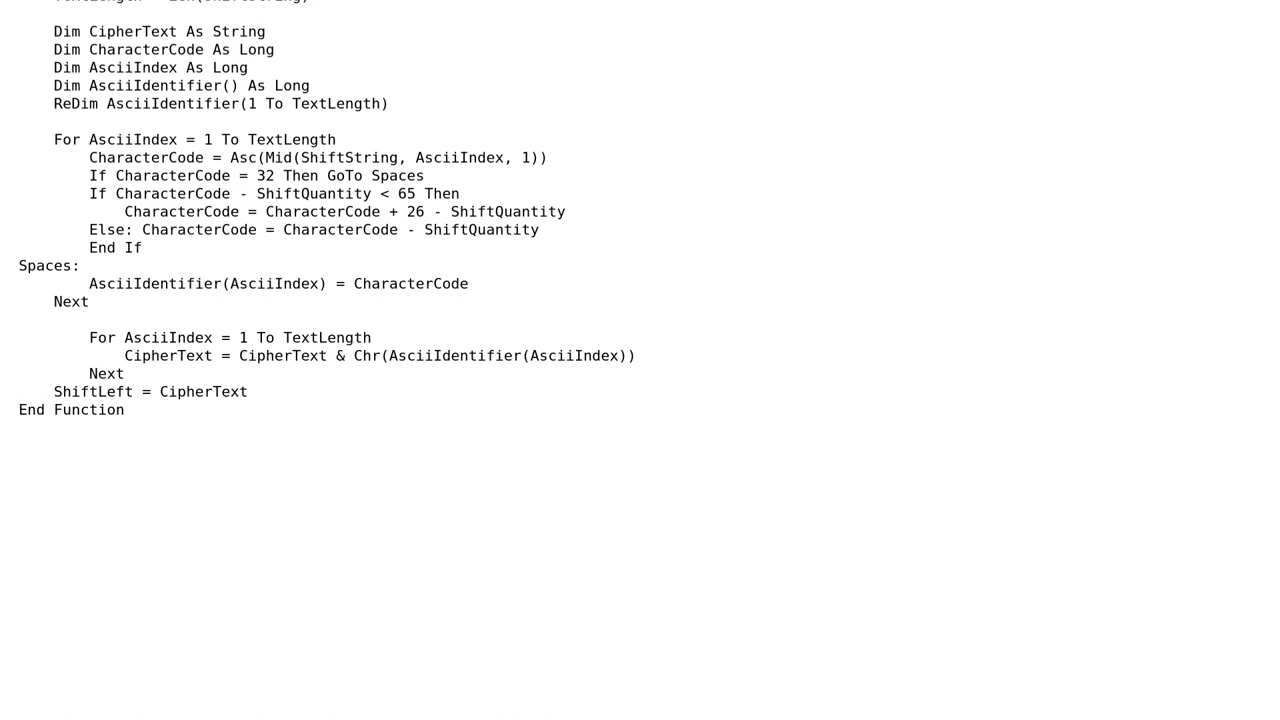 Dim CipherText As String
Dim CharacterCode As Long
Dim AsciiIndex As Long
Dim AsciiIdentifier() As Long
ReDim AsciiIdentifier(1 To TextLength)
For AsciiIndex = 1 To TextLength
CharacterCode = Asc(Mid(ShiftString, AsciiIndex, 1))
If CharacterCode = 32 Then GoTo Spaces
If CharacterCode - ShiftQuantity < 65 Then
CharacterCode = CharacterCode + 26 - ShiftQuantity
Else: CharacterCode = CharacterCode - ShiftQuantity
End If
Spaces:
AsciiIdentifier(AsciiIndex) = CharacterCode
Next
For AsciiIndex = 1 To TextLength
CipherText = CipherText & Chr(AsciiIdentifier(AsciiIndex))
Next
ShiftLeft = CipherText
End Function